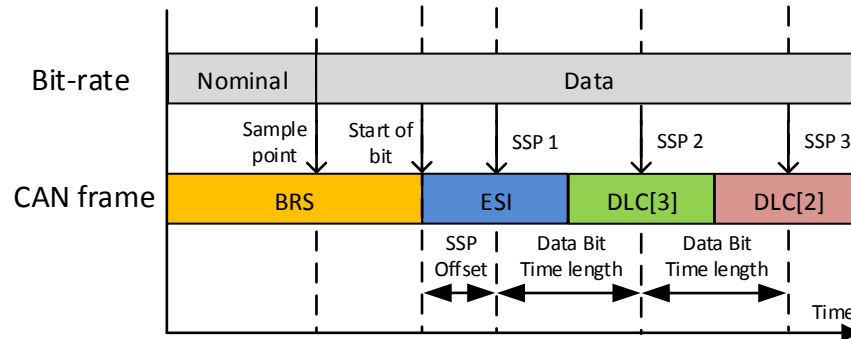 Bit-rate
Nominal
Data
Sample
point
Start of
bit
SSP 1
SSP 2
SSP 3
CAN frame
BRS
ESI
DLC[3]
DLC[2]
SSP
Offset
Data Bit
Time length
Data Bit
Time length
Time